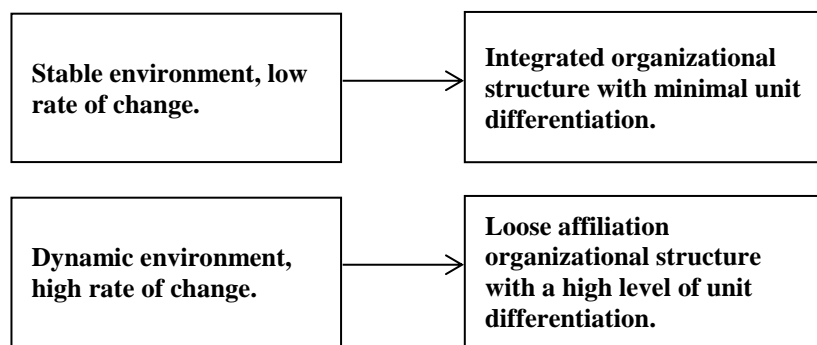 Stable environment, low
rate of change.
Integrated organizational
structure with minimal unit
differentiation.
Dynamic environment,
high rate of change.
Loose affiliation
organizational structure
with a high level of unit
differentiation.